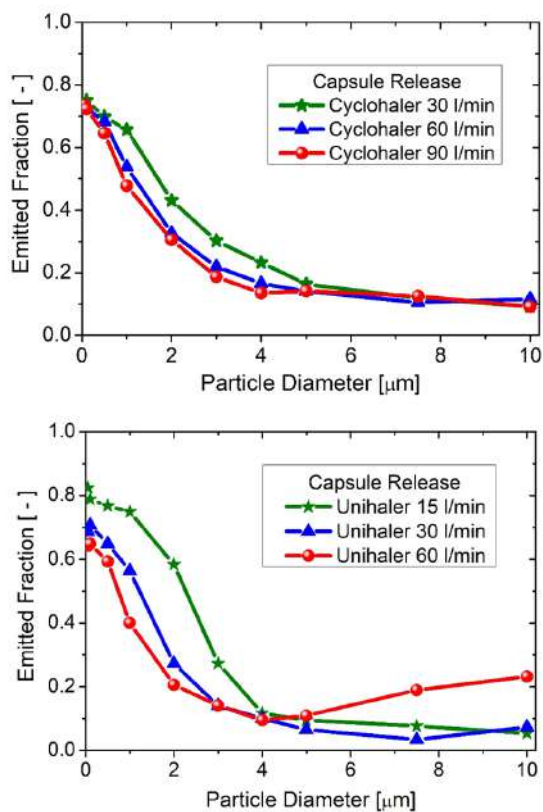 1.0
0.8
0.6
0.4
0.2
0.0
Emitted Fraction [ - ]
Capsule Release
Cyclohaler 30 l/min
Cyclohaler 60 l/min
Cyclohaler 90 l/min
0 2 4 6 8 10
Particle Diameter [μm]
1.0
0.8
0.6
0.4
0.2
0.0
Emitted Fraction [ - ]
Capsule Release
Unihaler 15 l/min
Unihaler 30 l/min
Unihaler 60 l/min
0 2 4 6 8 10
Particle Diameter [μm]